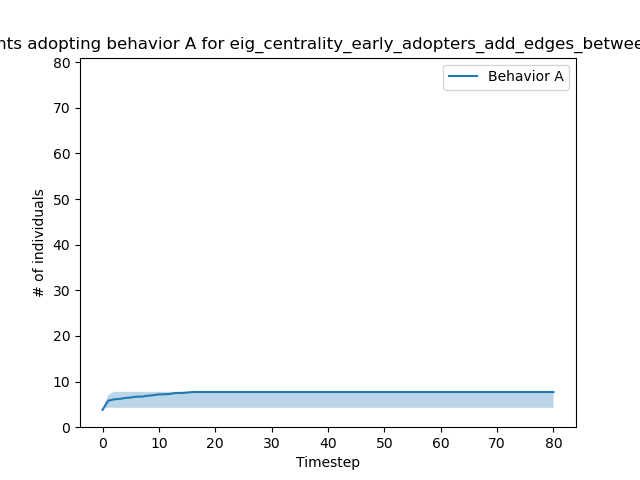 nts adopting behavior A for eig_centrality_early_adopters_add_edges_betwee
Behavior A
80
70
60
50
40
30
20
10
0
# of individuals
0 10 20 30 40 50 60 70 80
Timestep